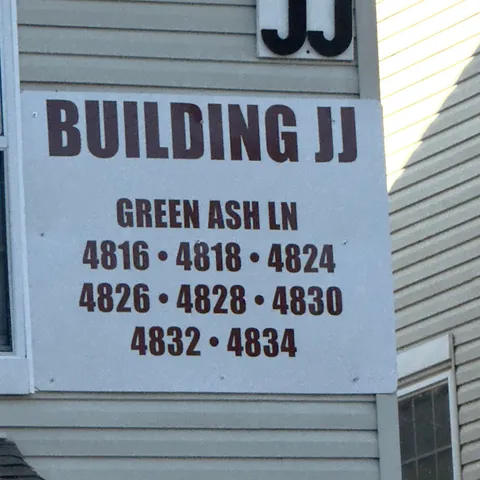 JJ
BUILDING JJ
GREEN ASH LN
4816 • 4818 • 4824
4826 • 4828 • 4830
4832 • 4834